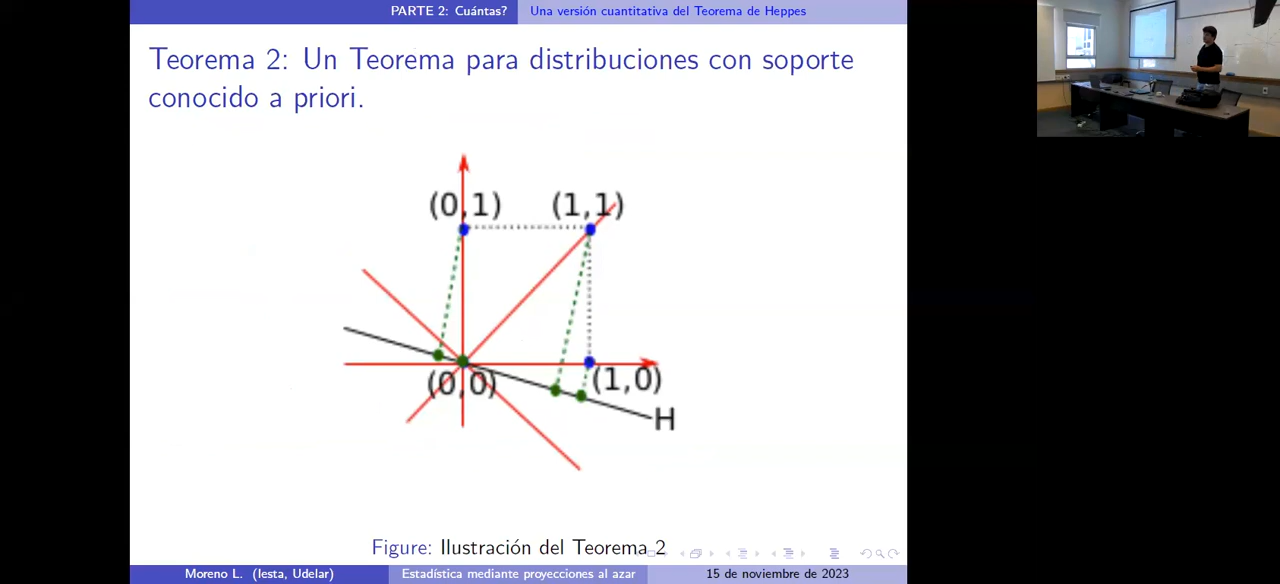 PARTE 2: Cuántas? Una versión cuantitativa del Teorema de Heppes
Teorema 2: Un Teorema para distribuciones con soporte
conocido a priori.
(0,1) (1,1)
(0,0) (1,0)
H
Figure: Ilustración del Teorema 2
Moreno L. (Iesta, Udelar) Estadística mediante proyecciones al azar 15 de noviembre de 2023